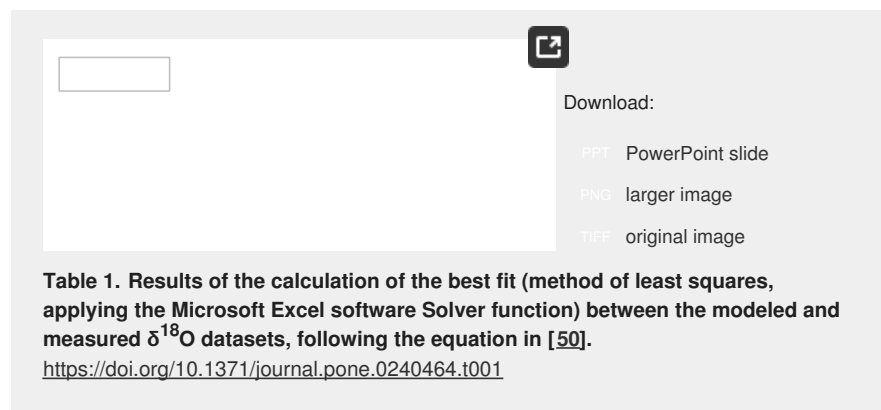 Download:
PPT PowerPoint slide
PNG larger image
TIFF original image
Table 1. Results of the calculation of the best fit (method of least squares,
applying the Microsoft Excel software Solver function) between the modeled and
measured δ¹⁸O datasets, following the equation in [50].
https://doi.org/10.1371/journal.pone.0240464.t001